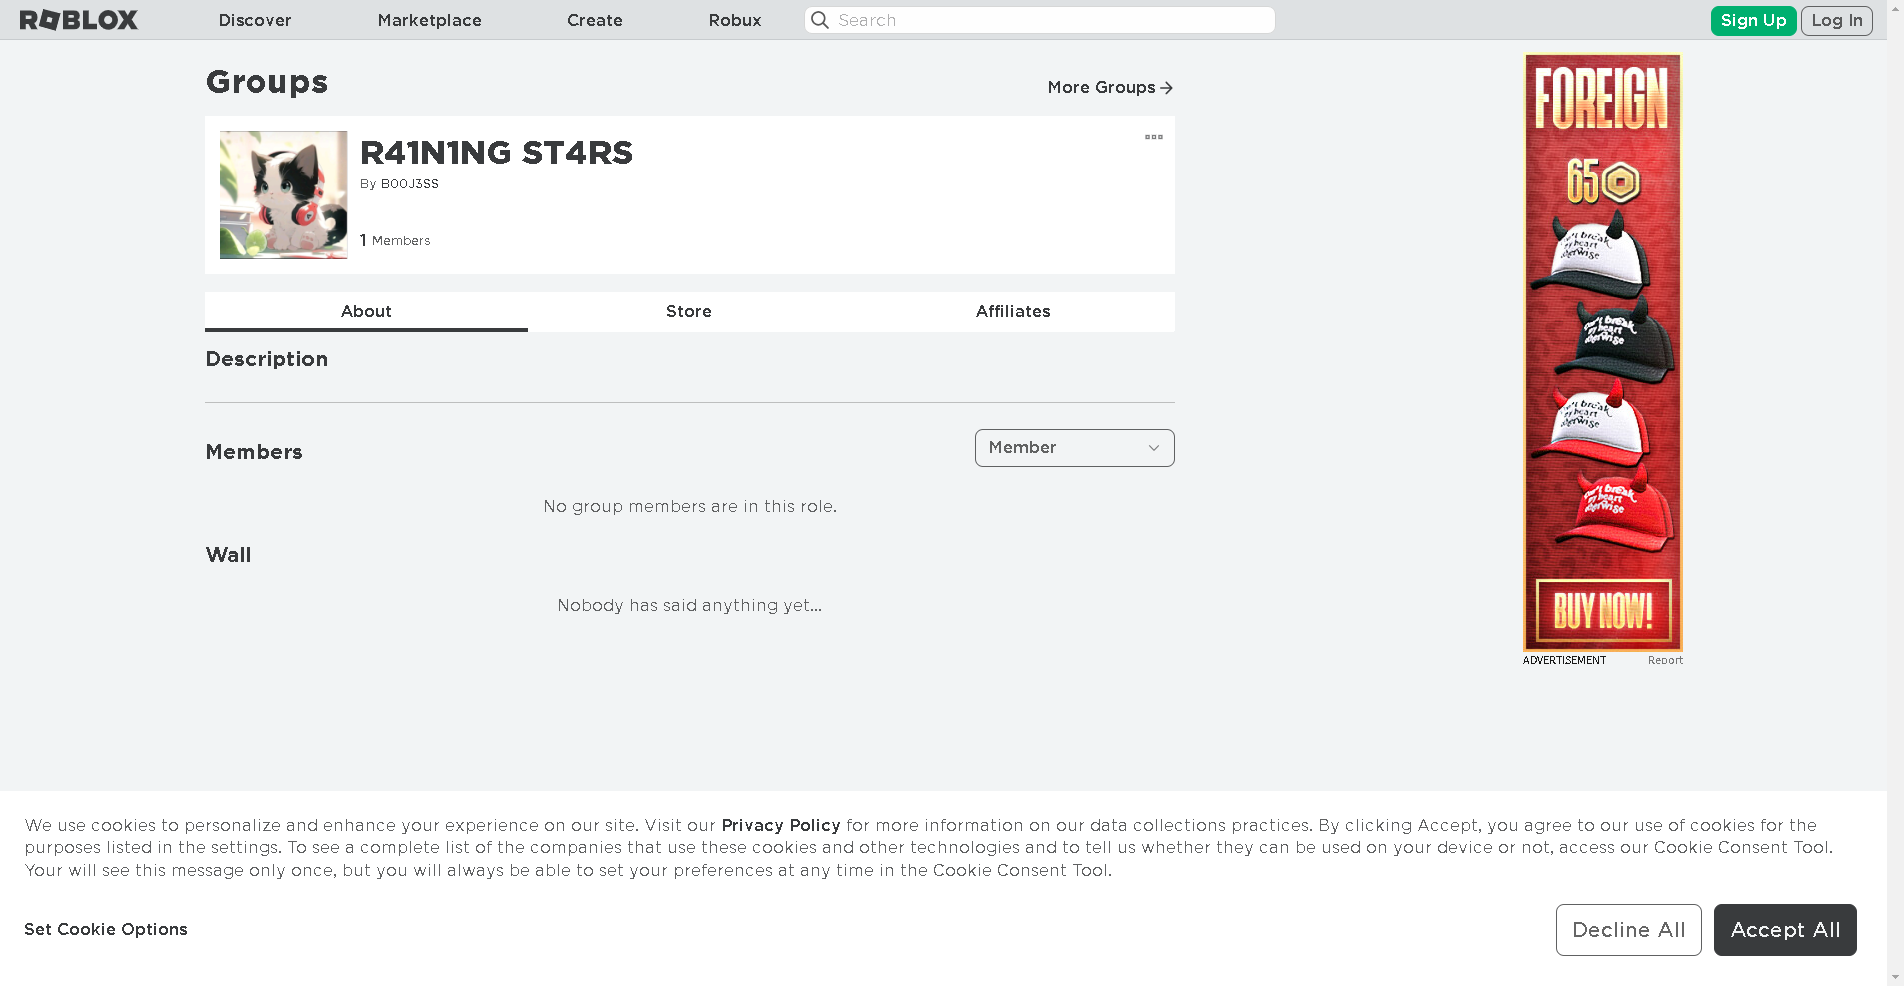 ROBLOX
Discover
Marketplace
Create
Robux
Search
Sign Up
Log In
Groups
More Groups
R41N1NG ST4RS
By B00J3SS
1 Members
About
Store
Affiliates
Description
Members
Member
No group members are in this role.
Wall
Nobody has said anything yet...
FOREIGN
65
BUY NOW!
ADVERTISEMENT
Report
We use cookies to personalize and enhance your experience on our site. Visit our Privacy Policy for more information on our data collections practices. By clicking Accept, you agree to our use of cookies for the
purposes listed in the settings. To see a complete list of the companies that use these cookies and other technologies and to tell us whether they can be used on your device or not, access our Cookie Consent Tool.
Your will see this message only once, but you will always be able to set your preferences at any time in the Cookie Consent Tool.
Set Cookie Options
Decline All
Accept All